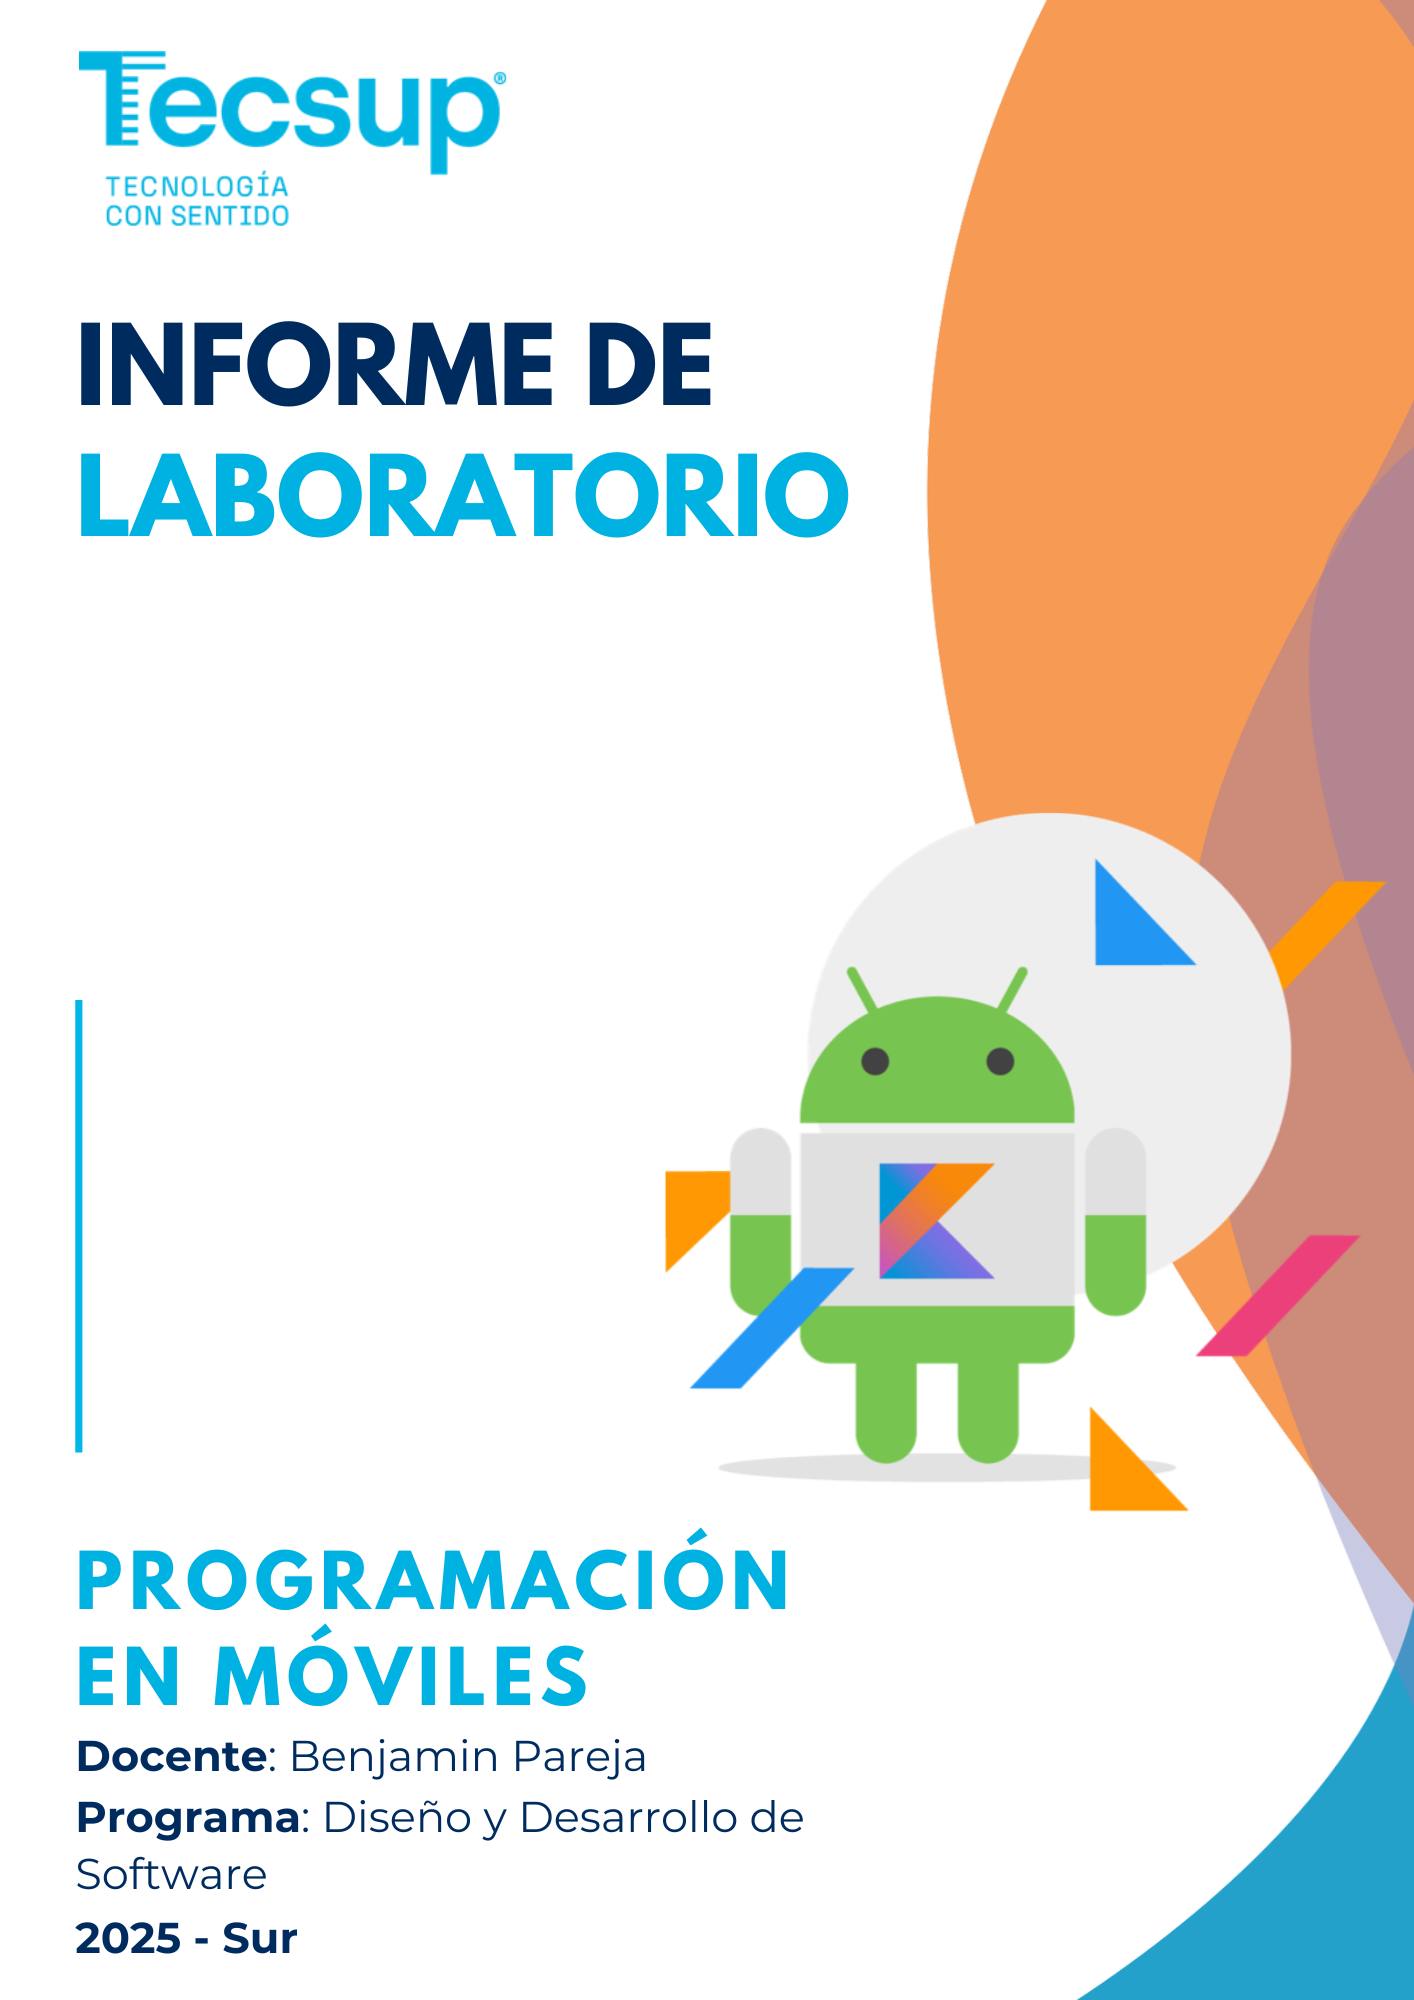 Tecsup®
TECNOLOGÍA
CON SENTIDO
INFORME DE
LABORATORIO
PROGRAMACIÓN
EN MÓVILES
Docente: Benjamin Pareja
Programa: Diseño y Desarrollo de
Software
2025 - Sur